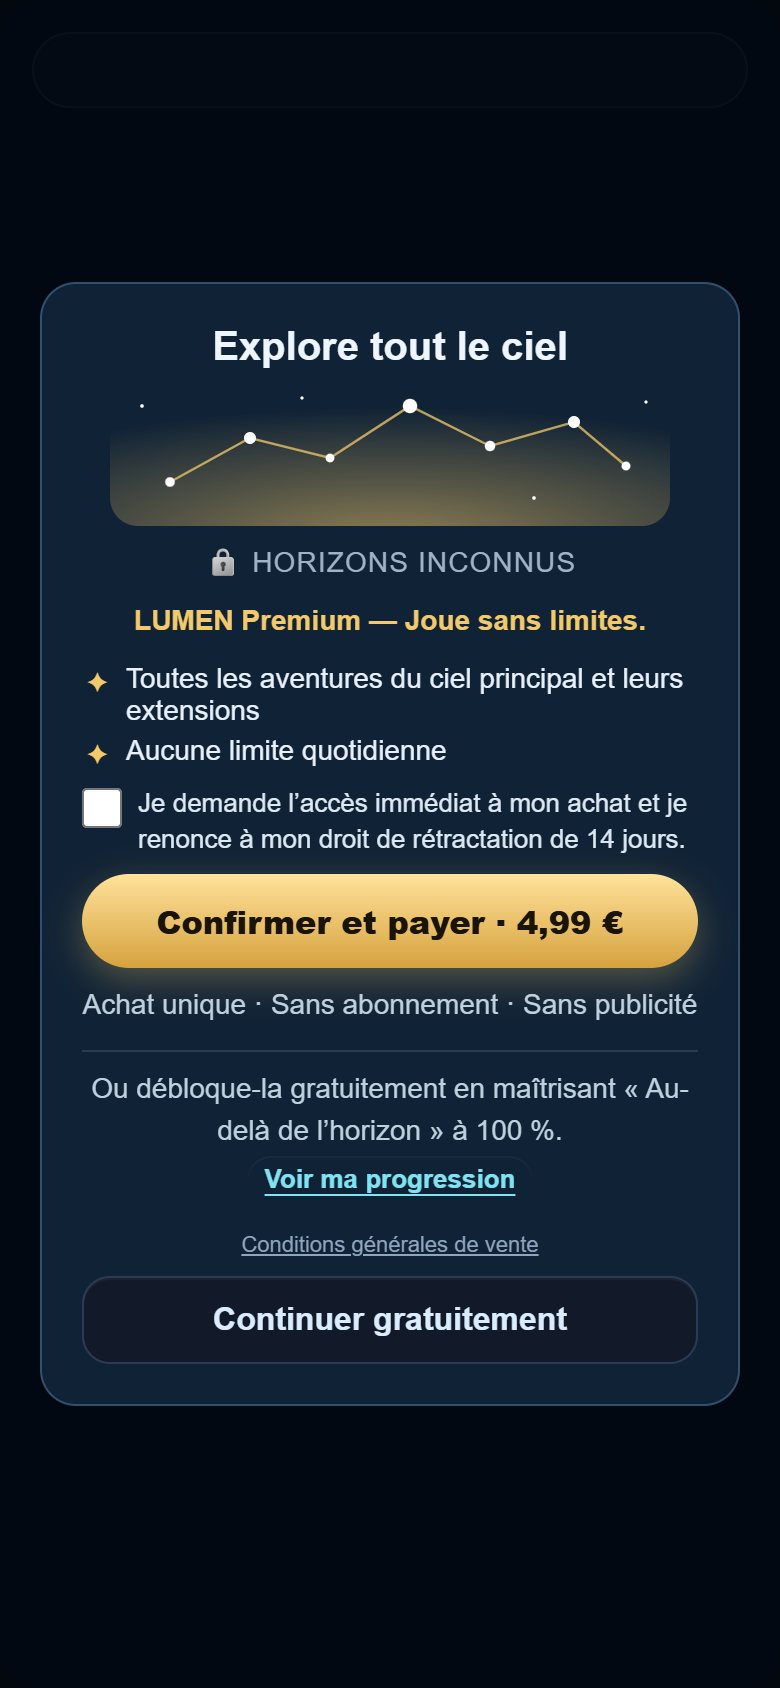 Explore tout le ciel
HORIZONS INCONNUS
LUMEN Premium — Joue sans limites.
Toutes les aventures du ciel principal et leurs
extensions
Aucune limite quotidienne
Je demande l’accès immédiat à mon achat et je
renonce à mon droit de rétractation de 14 jours.
Confirmer et payer · 4,99 €
Achat unique · Sans abonnement · Sans publicité
Ou débloque-la gratuitement en maîtrisant « Au-
delà de l’horizon » à 100 %.
Voir ma progression
Conditions générales de vente
Continuer gratuitement